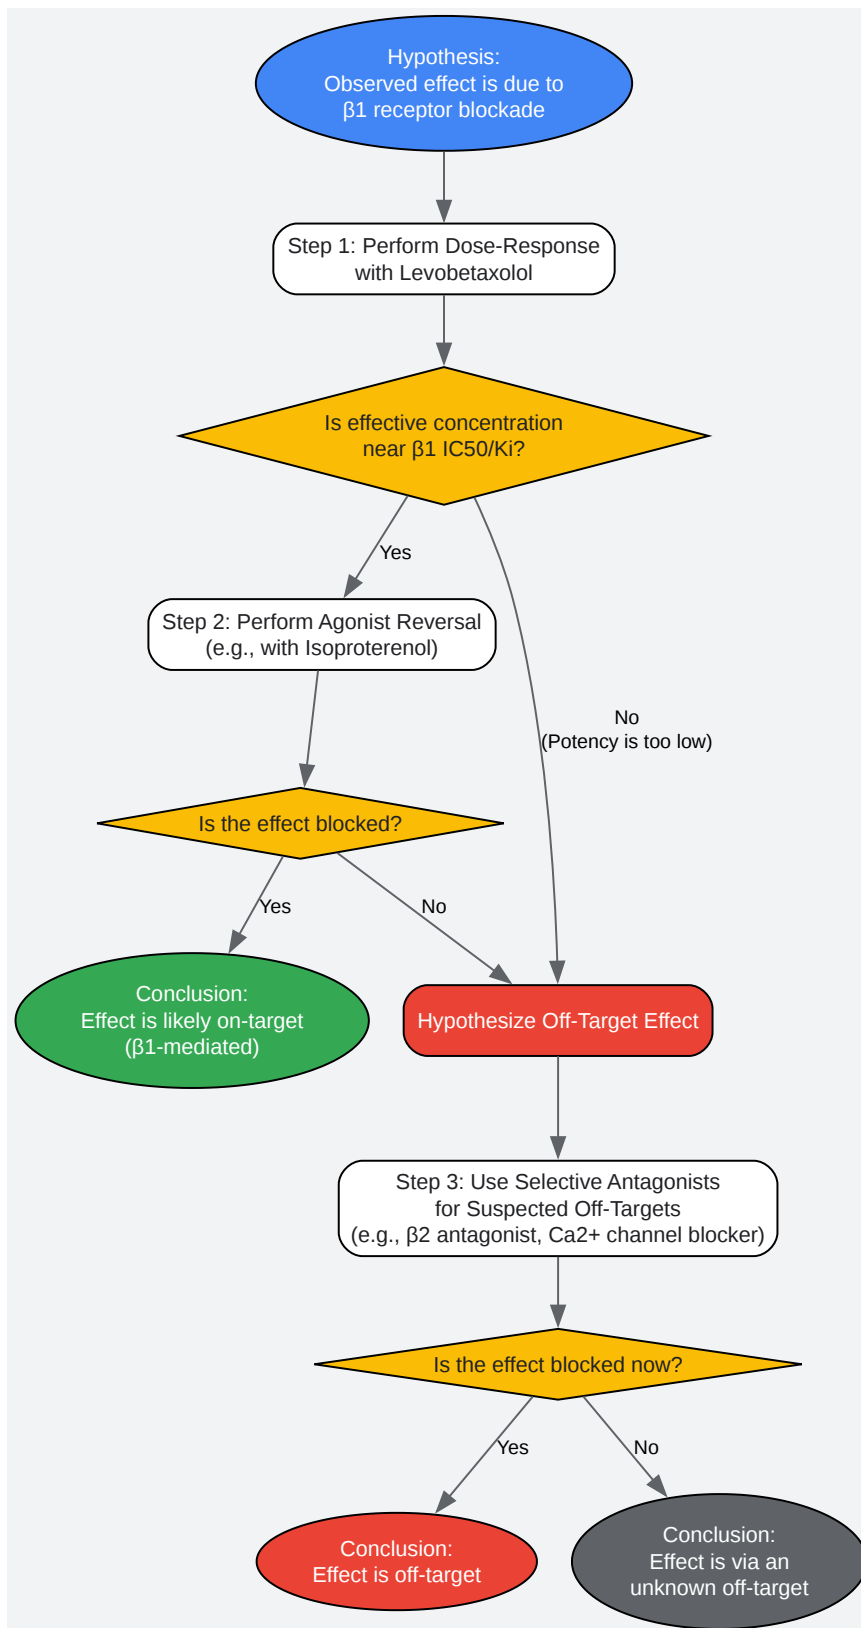 Hypothesis:
Observed effect is due to
β1 receptor blockade
Step 1: Perform Dose-Response
with Levobetaxolol
Is effective concentration
near β1 IC50/Ki?
Yes
Step 2: Perform Agonist Reversal
(e.g., with Isoproterenol)
No
(Potency is too low)
Is the effect blocked?
Yes
No
Conclusion:
Effect is likely on-target
(β1-mediated)
Hypothesize Off-Target Effect
Step 3: Use Selective Antagonists
for Suspected Off-Targets
(e.g., β2 antagonist, Ca2+ channel blocker)
Is the effect blocked now?
Yes
No
Conclusion:
Effect is off-target
Conclusion:
Effect is via an
unknown off-target